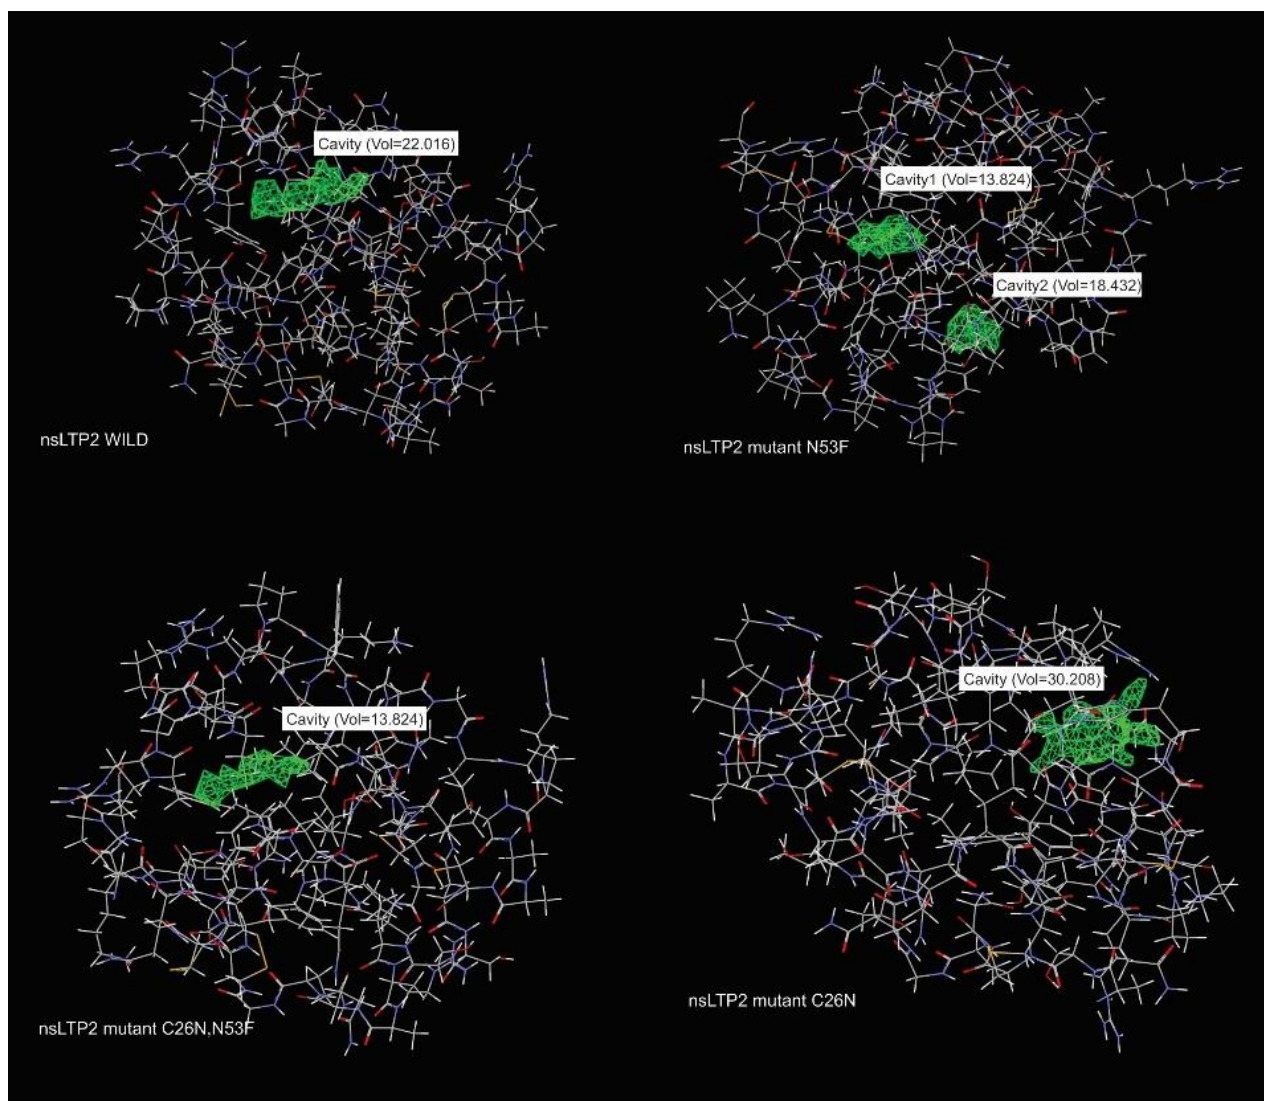 Cavity (Vol=22.016)
nsLTP2 WILD
Cavity1 (Vol=13.824)
Cavity2 (Vol=18.432)
nsLTP2 mutant N53F
Cavity (Vol=13.824)
nsLTP2 mutant C26N,N53F
Cavity (Vol=30.208)
nsLTP2 mutant C26N